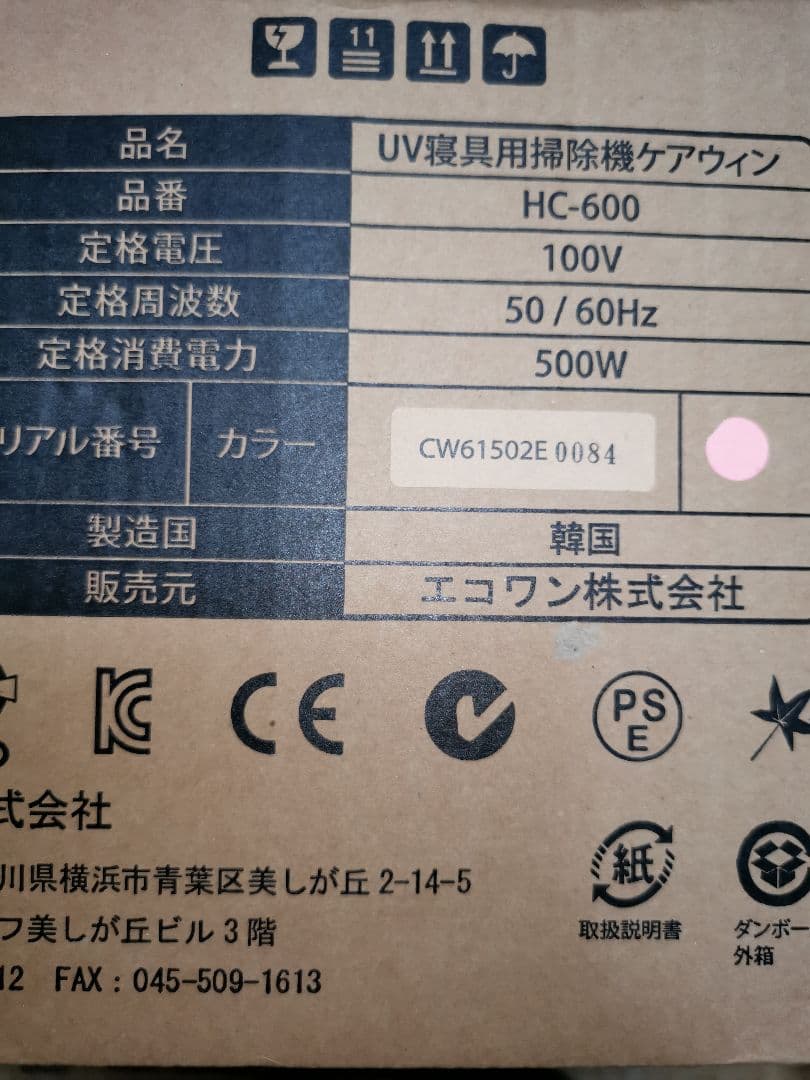 11
品名 UV寝具用掃除機ケアウィン
品番 HC-600
定格電圧 100V
定格周波数 50 / 60Hz
定格消費電力 500W
リアル番号 カラー CW61502E 0084
製造国 韓国
販売元 エコワン株式会社
CE PSE
式会社
川県横浜市青葉区美しが丘 2-14-5
フ美しが丘ビル 3 階
12 FAX : 045-509-1613
紙
取扱説明書
ダンボー
外箱